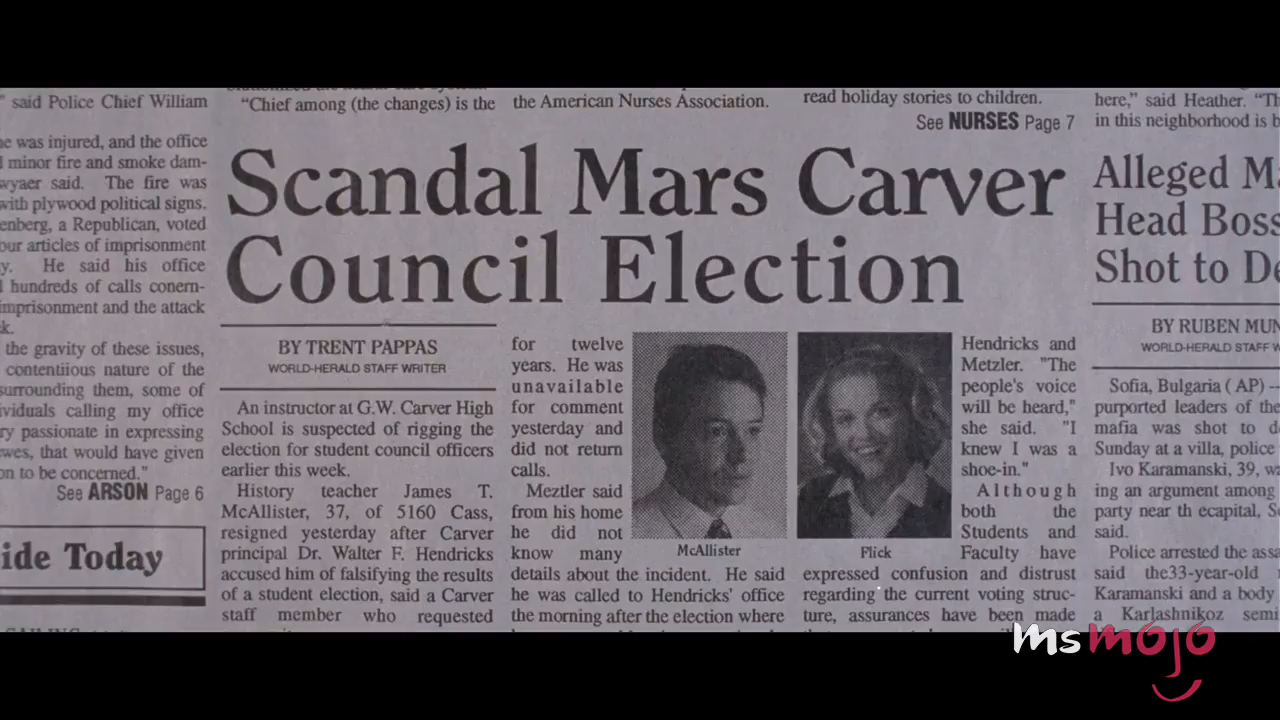 " said Police Chief William
was injured, and the office
minor fire and smoke dam-
said. The fire was
with plywood political signs.
a Republican, voted
articles of imprisonment
He said his office
hundreds of calls conern-
imprisonment and the attack
the gravity of these issues,
contentiious nature of the
surrounding them, some of
calling my office
passionate in expressing
that would have given
to be concerned."
See ARSON Page 6
Today
"Chief among (the changes) is the
the American Nurses Association.
read holiday stories to children.
See NURSES Page 7
Scandal Mars Carver
Council Election
BY TRENT PAPPAS
WORLD-HERALD STAFF WRITER
An instructor at G.W. Carver High
School is suspected of rigging the
election for student council officers
earlier this week.
History teacher James T.
McAllister, 37, of 5160 Cass,
resigned yesterday after Carver
principal Dr. Walter F. Hendricks
accused him of falsifying the results
of a student election, said a Carver
staff member who requested
for twelve
years. He was
unavailable
for comment
yesterday and
did not return
calls.
Meztler said
from his home
he did not
know many
details about the incident. He said
he was called to Hendricks' office
the morning after the election where
McAllister
Flick
Hendricks and
Metzler. "The
people's voice
will be heard,"
she said. "I
knew I was a
shoe-in."
Although
both the
Students and
Faculty have
expressed confusion and distrust
regarding the current voting struc-
ture, assurances have been made
here," said Heather.
in this neighborhood is
Alleged
Head Boss
Shot to
BY RUBEN
WORLD-HERALD STAFF
Sofia, Bulgaria ( AP) –
purported leaders of the
mafia was shot to
Sunday at a villa, police
Ivo Karamanski, 39,
ing an argument among
party near th ecapital,
said.
Police arrested the
said the33-year-old
Karamanski and a body
a Karlashnikoz semi
msmojo